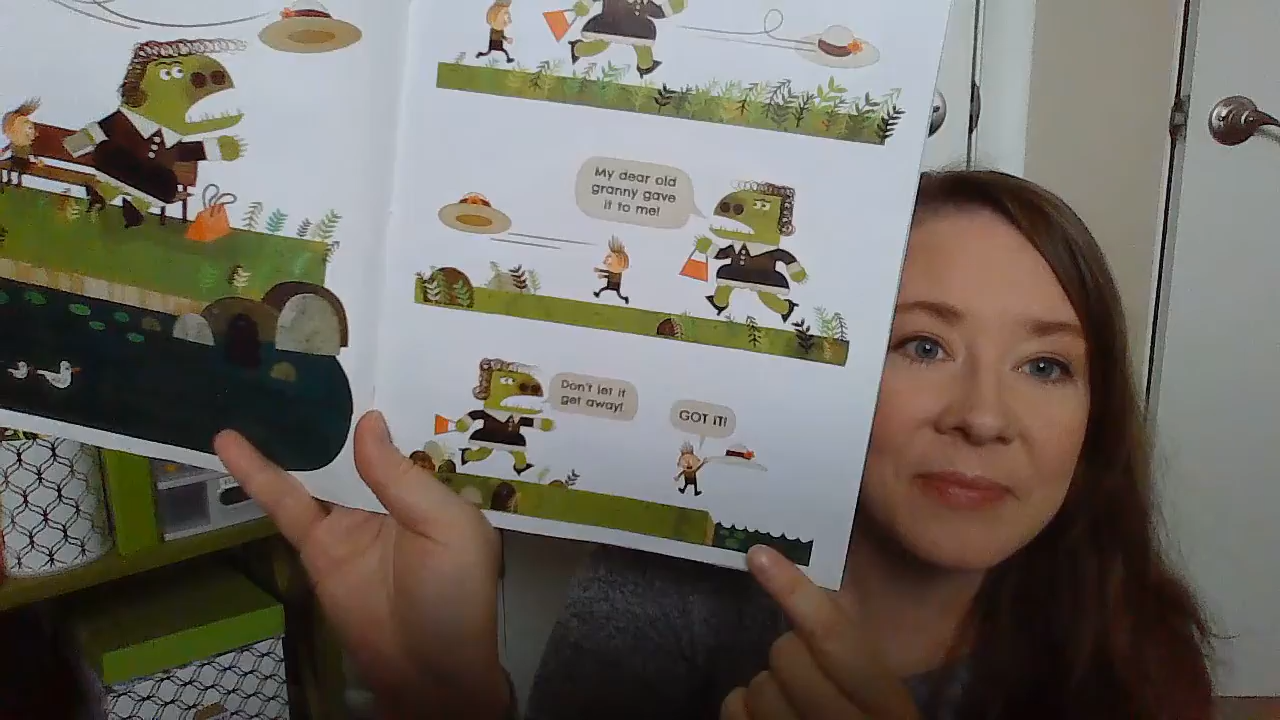 My dear old
granny gave
it to me!
Don't let it
get away!
GOT IT!